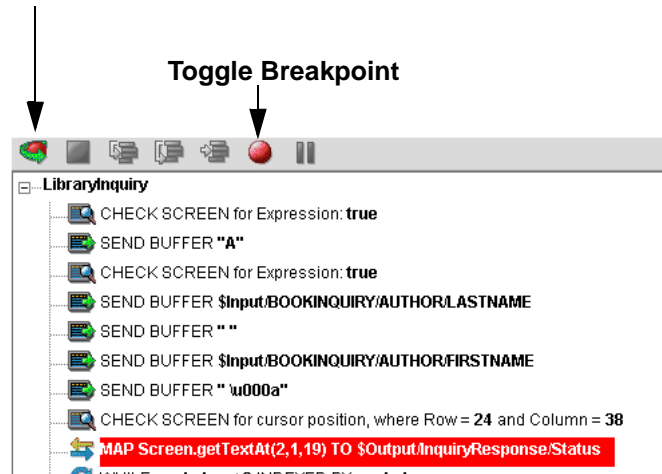 Toggle Breakpoint
LibraryInquiry
CHECK SCREEN for Expression: true
SEND BUFFER "A"
CHECK SCREEN for Expression: true
SEND BUFFER $Input/BOOKINQUIRY/AUTHOR/LASTNAME
SEND BUFFER " "
SEND BUFFER $Input/BOOKINQUIRY/AUTHOR/FIRSTNAME
SEND BUFFER " \u000a"
CHECK SCREEN for cursor position, where Row = 24 and Column = 38
MAP Screen.getTextAt(2,1,19) TO $Output/InquiryResponse/Status